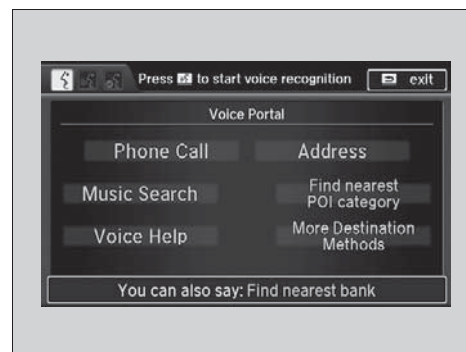 Press to start voice recognition
exit
Voice Portal
Phone Call
Address
Music Search
Find nearest
POI category
Voice Help
More Destination
Methods
You can also say: Find nearest bank